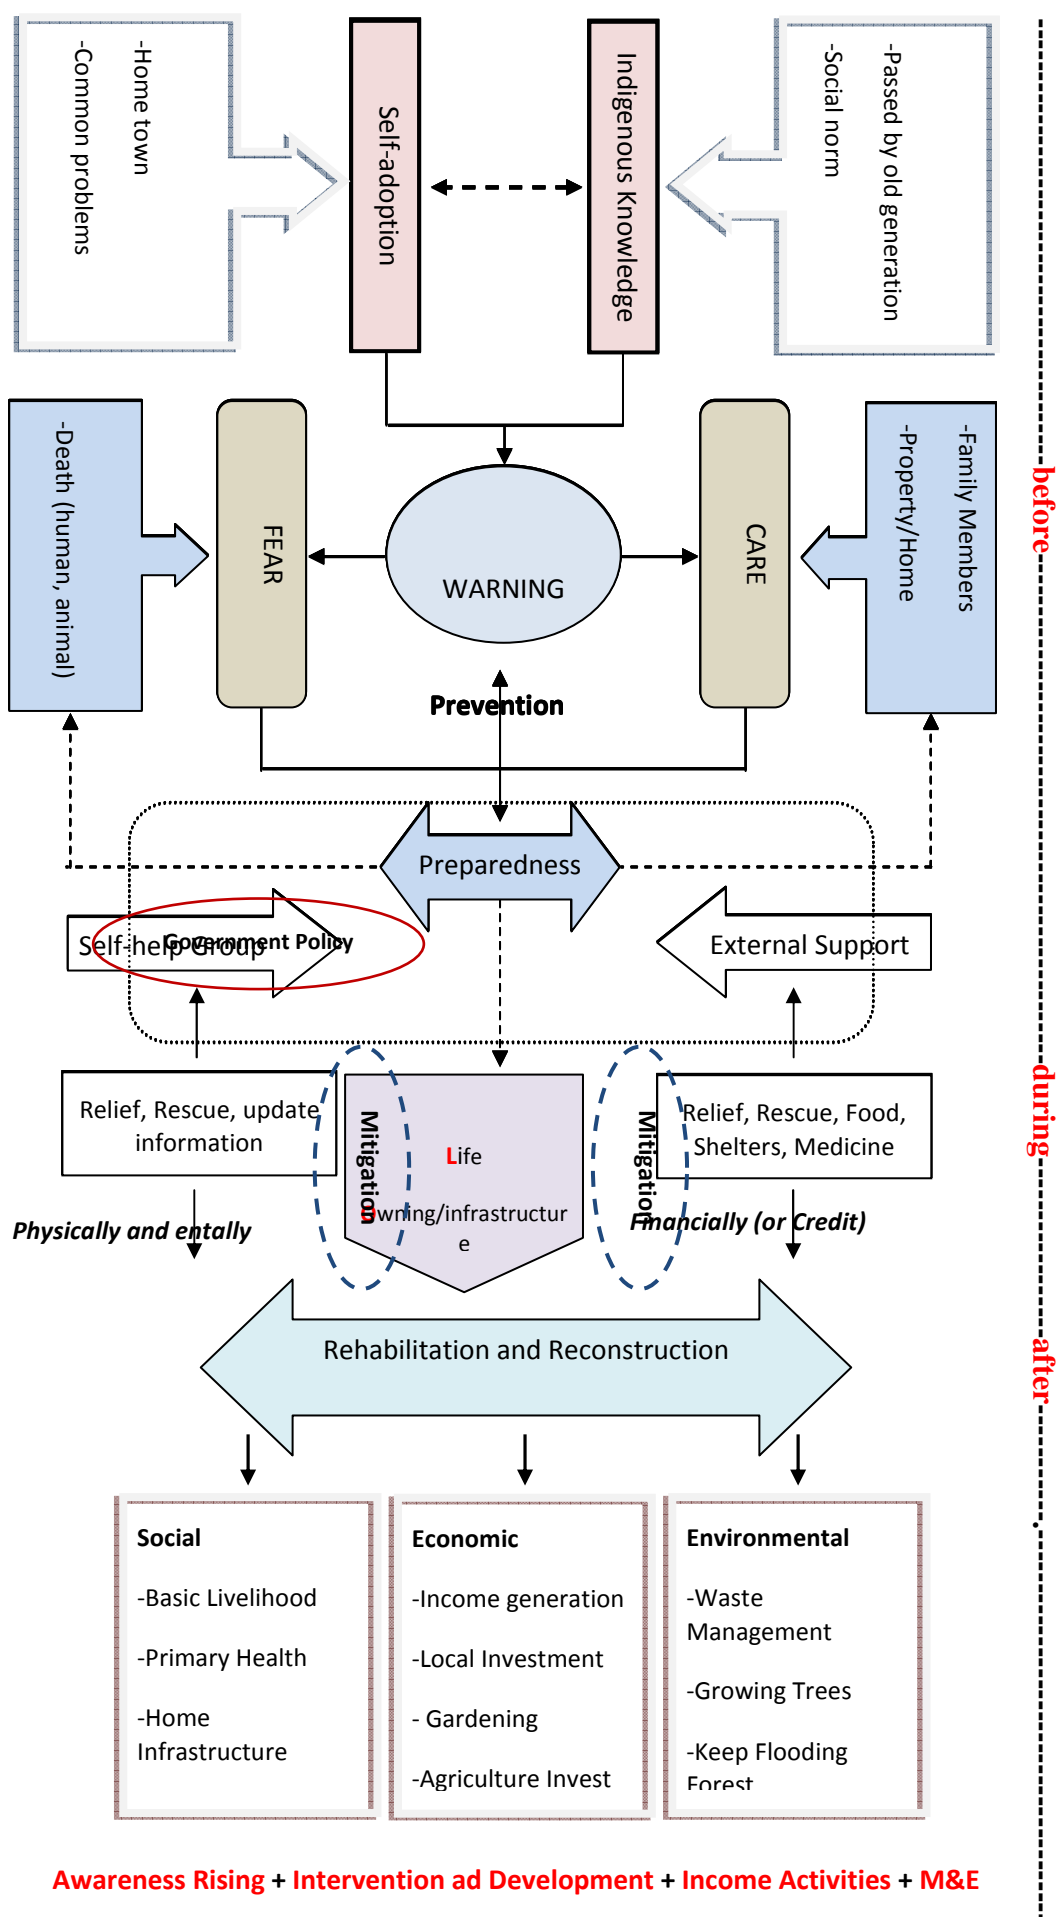 -Home town
-Common problems
Self-adoption
Indigenous Knowledge
-Passed by old generation
-Social norm
-Death (human, animal)
FEAR
WARNING
CARE
-Family Members
-Property/Home
before
Prevention
Preparedness
Self-help Group
Government Policy
External Support
Relief, Rescue, update
information
Mitigation
Life
Owning/infrastructur
e
Mitigation
Relief, Rescue, Food,
Shelters, Medicine
during
Physically and entally
Financially (or Credit)
Rehabilitation and Reconstruction
after
Social
-Basic Livelihood
-Primary Health
-Home
Infrastructure
Economic
-Income generation
-Local Investment
- Gardening
-Agriculture Invest
Environmental
-Waste
Management
-Growing Trees
-Keep Flooding
Forest
.
Awareness Rising + Intervention ad Development + Income Activities + M&E